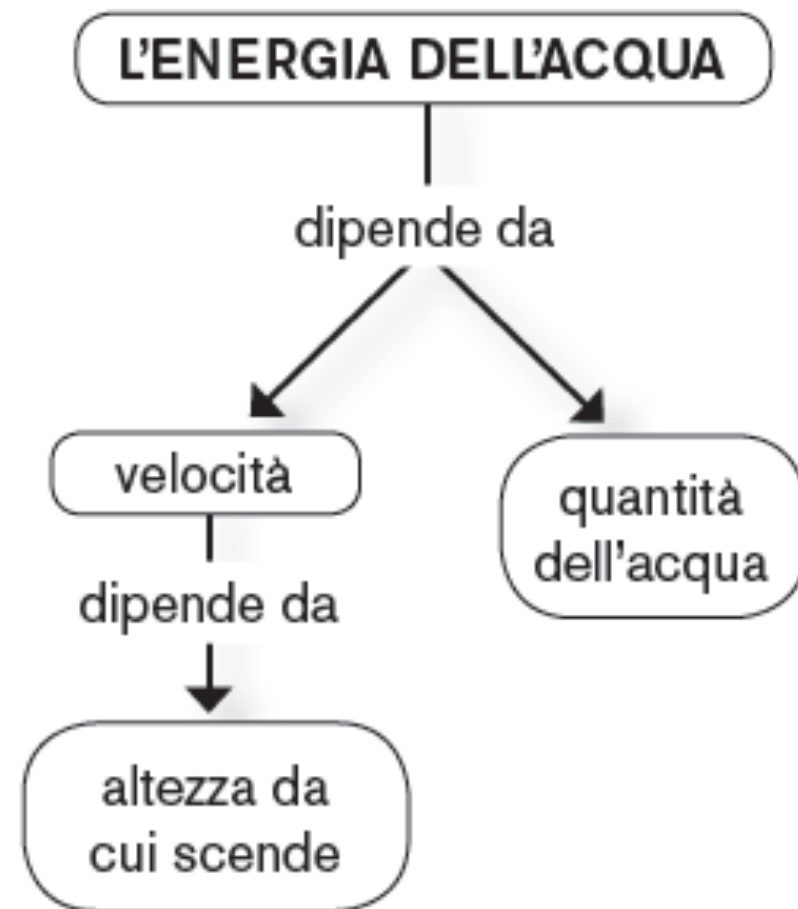 L'ENERGIA DELL'ACQUA
dipende da
velocità
quantità
dell'acqua
dipende da
altezza da
cui scende